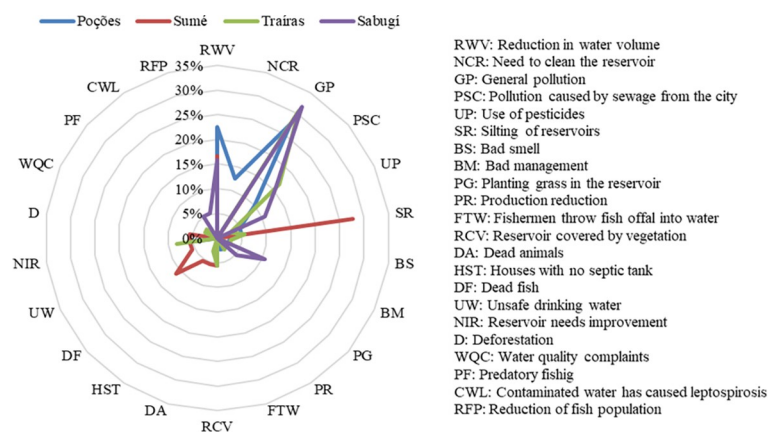 Poções Sumé Traíras Sabugi
RWV
NCR
GP
PSC
UP
SR
BS
BM
PG
PR
FTW
RCV
DA
HST
DF
UW
NIR
D
WQC
PF
CWL
RFP
35%
30%
25%
20%
15%
10%
5%
0%
RWV: Reduction in water volume
NCR: Need to clean the reservoir
GP: General pollution
PSC: Pollution caused by sewage from the city
UP: Use of pesticides
SR: Silting of reservoirs
BS: Bad smell
BM: Bad management
PG: Planting grass in the reservoir
PR: Production reduction
FTW: Fishermen throw fish offal into water
RCV: Reservoir covered by vegetation
DA: Dead animals
HST: Houses with no septic tank
DF: Dead fish
UW: Unsafe drinking water
NIR: Reservoir needs improvement
D: Deforestation
WQC: Water quality complaints
PF: Predatory fishig
CWL: Contaminated water has caused leptospirosis
RFP: Reduction of fish population